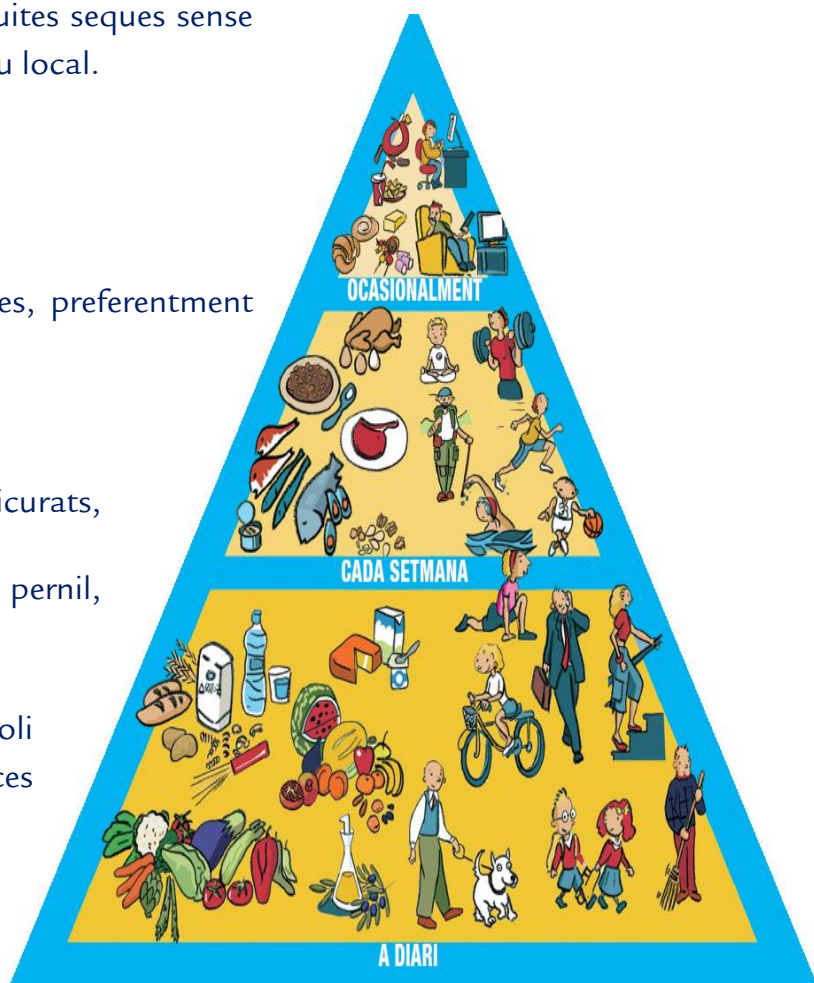 uites seques sense
u local.
OCASIONALMENT
es, preferentment
icurats,
CADA SETMANA
pernil,
oli
ces
A DIARI